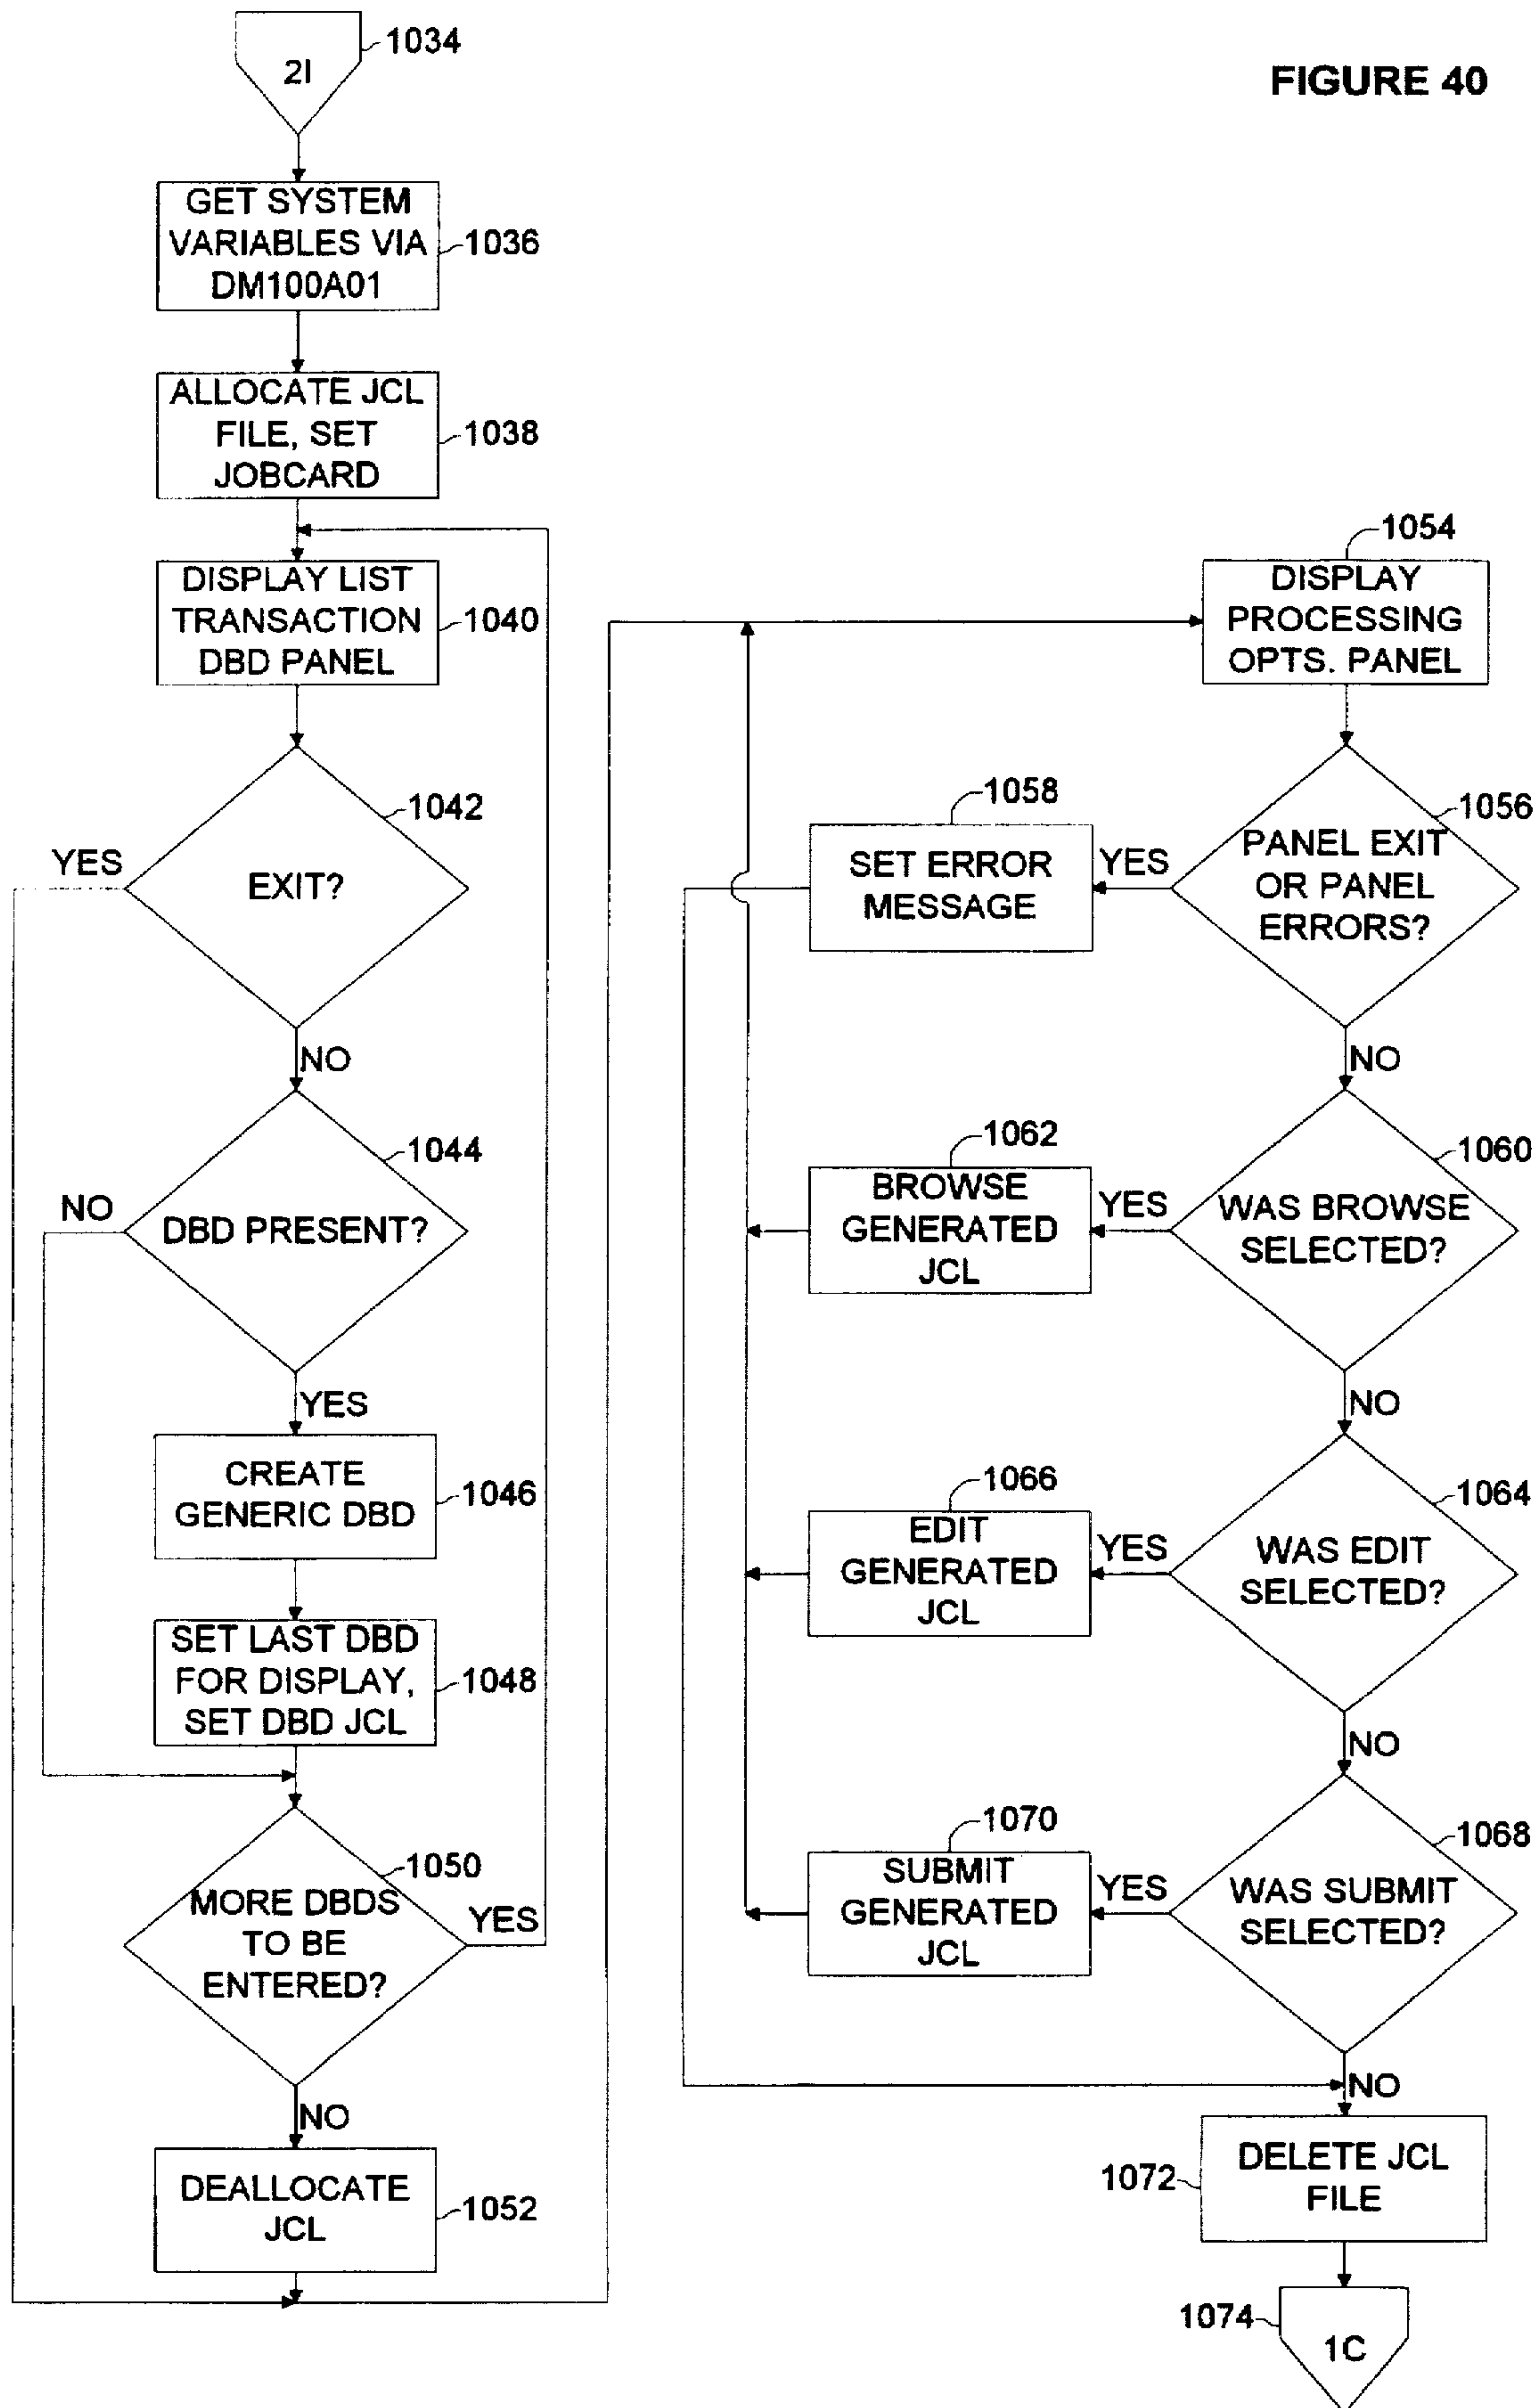 1034
2I
FIGURE 40
GET SYSTEM
VARIABLES VIA
DM100A01
1036
ALLOCATE JCL
FILE, SET
JOBCARD
1038
DISPLAY LIST
TRANSACTION
DBD PANEL
1040
EXIT?
1042
YES
NO
DBD PRESENT?
1044
NO
YES
CREATE
GENERIC DBD
1046
SET LAST DBD
FOR DISPLAY,
SET DBD JCL
1048
MORE DBDS
TO BE
ENTERED?
1050
YES
NO
DEALLOCATE
JCL
1052
1054
DISPLAY
PROCESSING
OPTS. PANEL
1056
PANEL EXIT
OR PANEL
ERRORS?
YES
1058
SET ERROR
MESSAGE
NO
1060
WAS BROWSE
SELECTED?
YES
1062
BROWSE
GENERATED
JCL
NO
1064
WAS EDIT
SELECTED?
YES
1066
EDIT
GENERATED
JCL
NO
1068
WAS SUBMIT
SELECTED?
YES
1070
SUBMIT
GENERATED
JCL
NO
DELETE JCL
FILE
1072
1074
1C